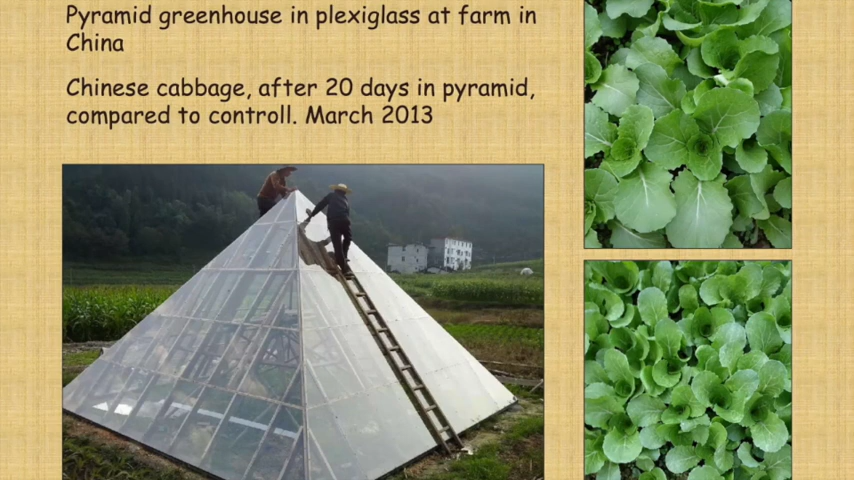 Pyramid greenhouse in plexiglass at farm in
China
Chinese cabbage, after 20 days in pyramid,
compared to controll. March 2013